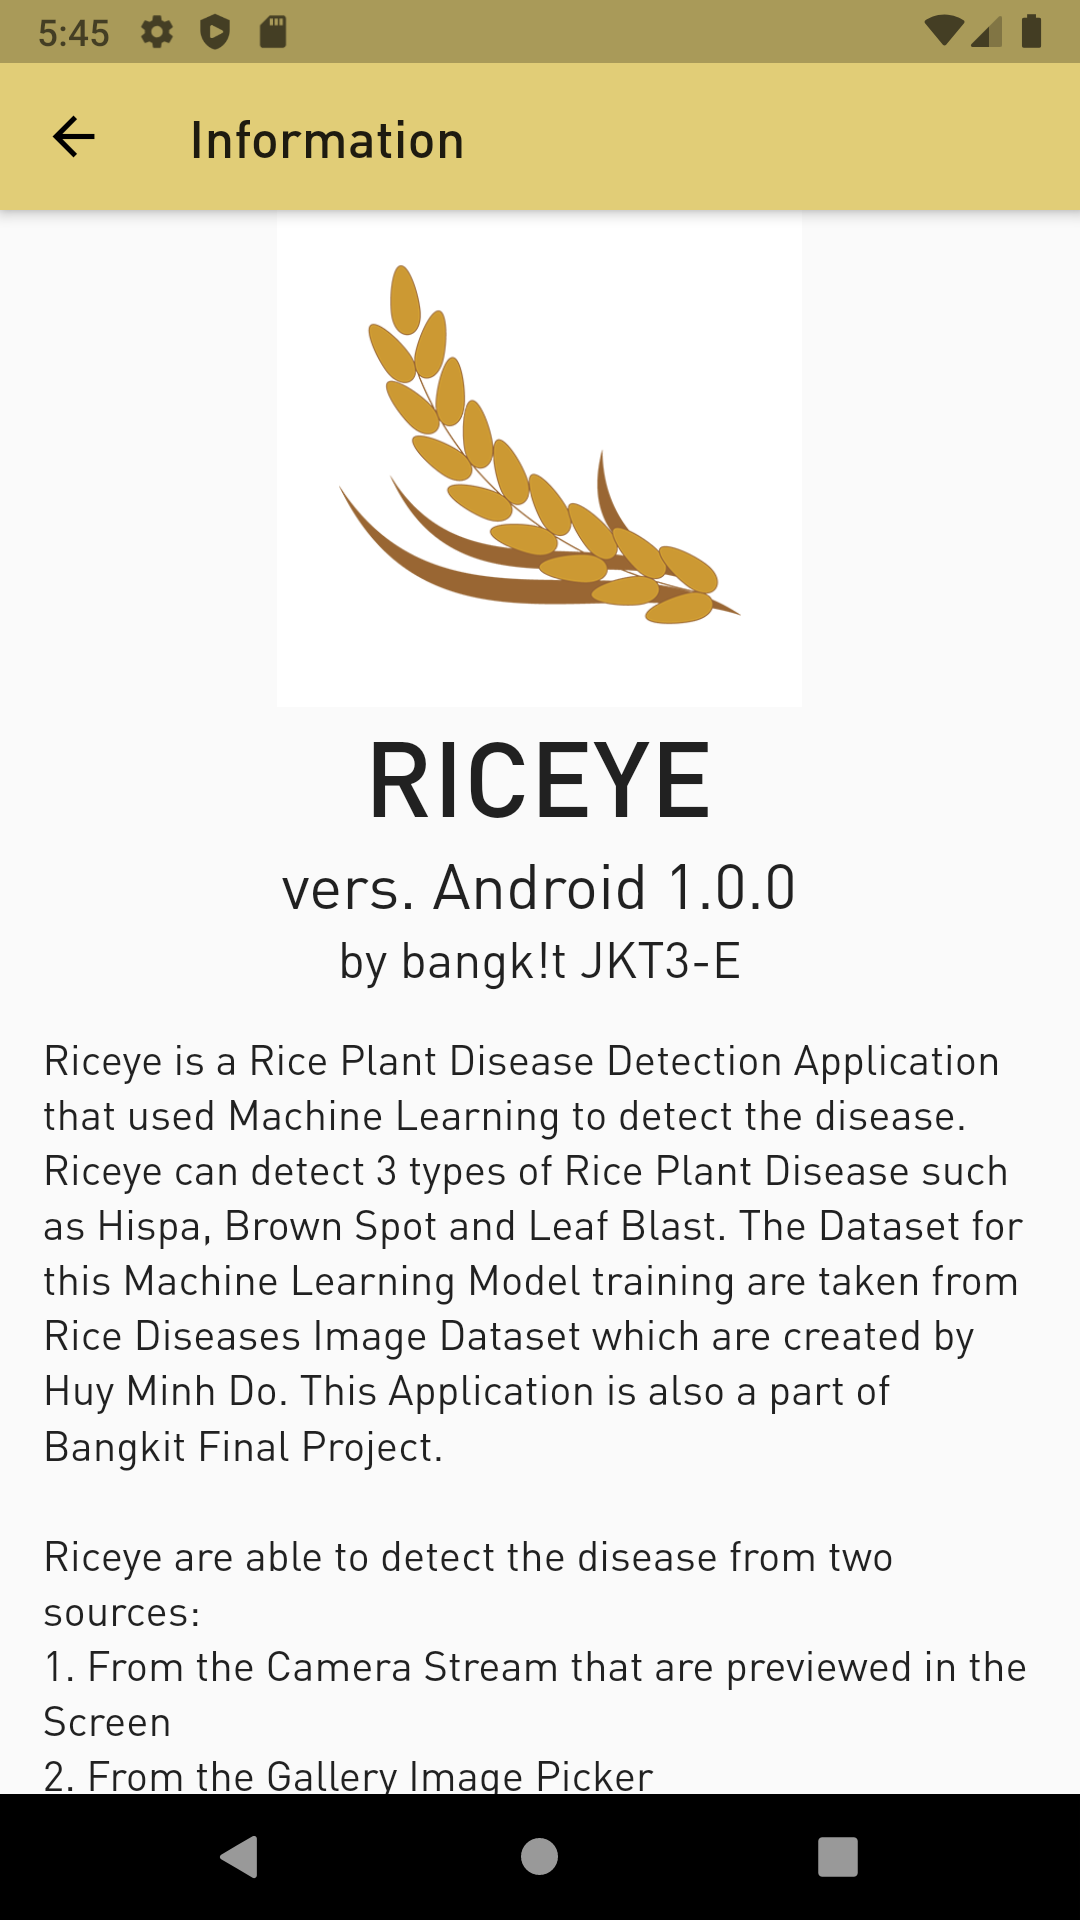 5:45
Information
RICEYE
vers. Android 1.0.0
by bangk!t JKT3-E
Riceye is a Rice Plant Disease Detection Application
that used Machine Learning to detect the disease.
Riceye can detect 3 types of Rice Plant Disease such
as Hispa, Brown Spot and Leaf Blast. The Dataset for
this Machine Learning Model training are taken from
Rice Diseases Image Dataset which are created by
Huy Minh Do. This Application is also a part of
Bangkit Final Project.
Riceye are able to detect the disease from two
sources:
1. From the Camera Stream that are previewed in the
Screen
2. From the Gallery Image Picker